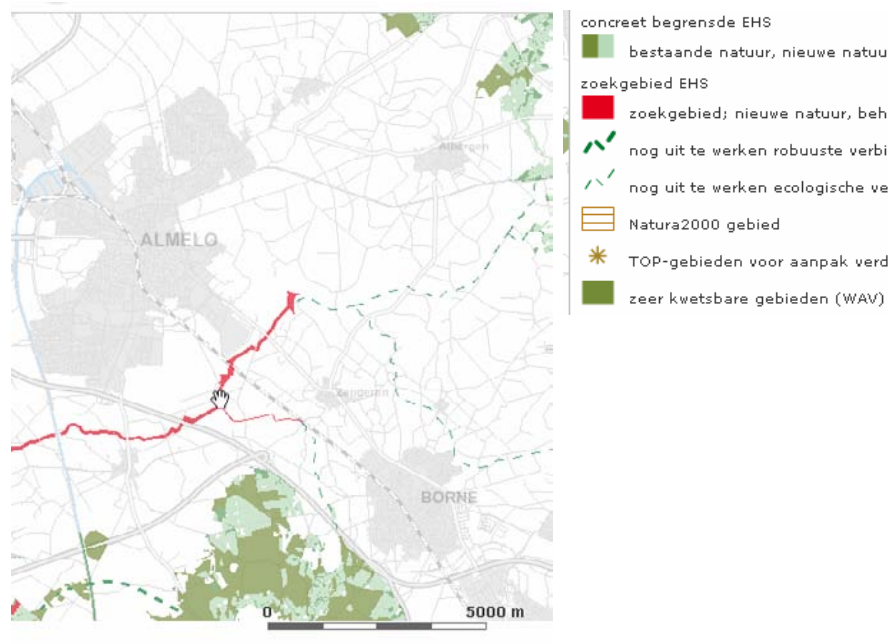 concreet begrensde EHS
bestaande natuur, nieuwe natuu
zoekgebied EHS
zoekgebied; nieuwe natuur, beh
nog uit te werken robuuste verbi
nog uit te werken ecologische ve
Natura2000 gebied
TOP-gebieden voor aanpak verd
zeer kwetsbare gebieden (WAV)
Albergen
ALMELO
Zenderen
BORNE
0 5000 m